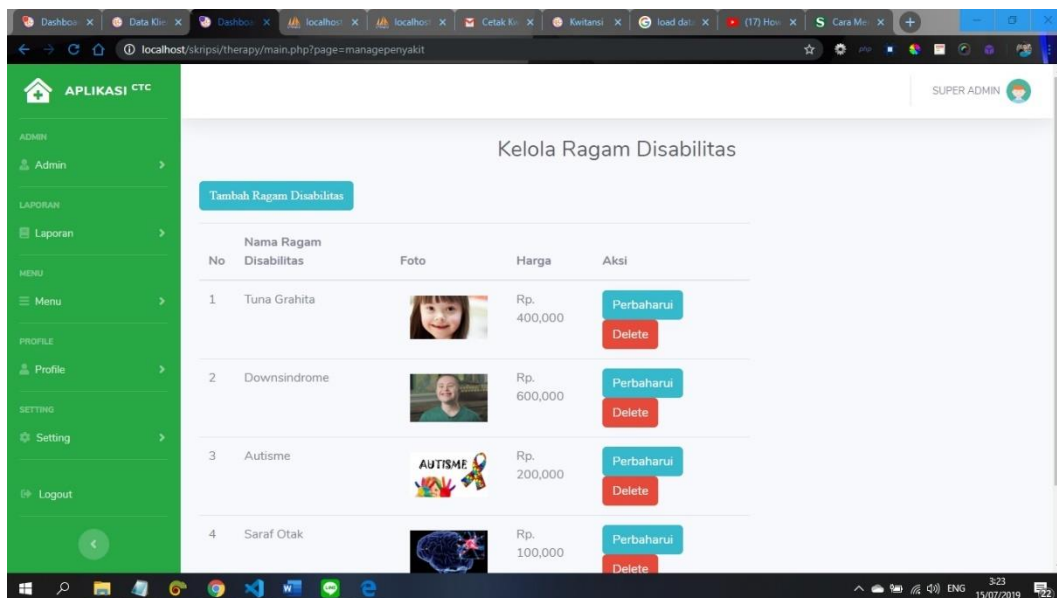 Dashboa
Data Klie
Dashboa
localhost
localhost
Cetak Kw
Kwitansi
load data
(17) How
Cara Me
localhost/skripsi/therapy/main.php?page=managepenyakit
APLIKASI CTC
SUPER ADMIN
ADMIN
Admin
LAPORAN
Laporan
MENU
Menu
PROFILE
Profile
SETTING
Setting
Logout
Kelola Ragam Disabilitas
Tambah Ragam Disabilitas
No Nama Ragam Disabilitas Foto Harga Aksi
1 Tuna Grahita Rp. 400,000 Perbaharui
Delete
2 Downsindrome Rp. 600,000 Perbaharui
Delete
3 Autisme AUTISME Rp. 200,000 Perbaharui
Delete
4 Saraf Otak Rp. 100,000 Perbaharui
Delete
ENG
3:23
15/07/2019
22